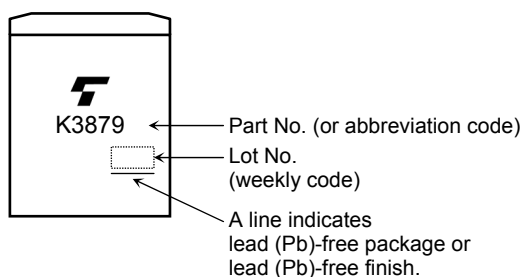 K3879
Part No. (or abbreviation code)
Lot No.
(weekly code)
A line indicates
lead (Pb)-free package or
lead (Pb)-free finish.